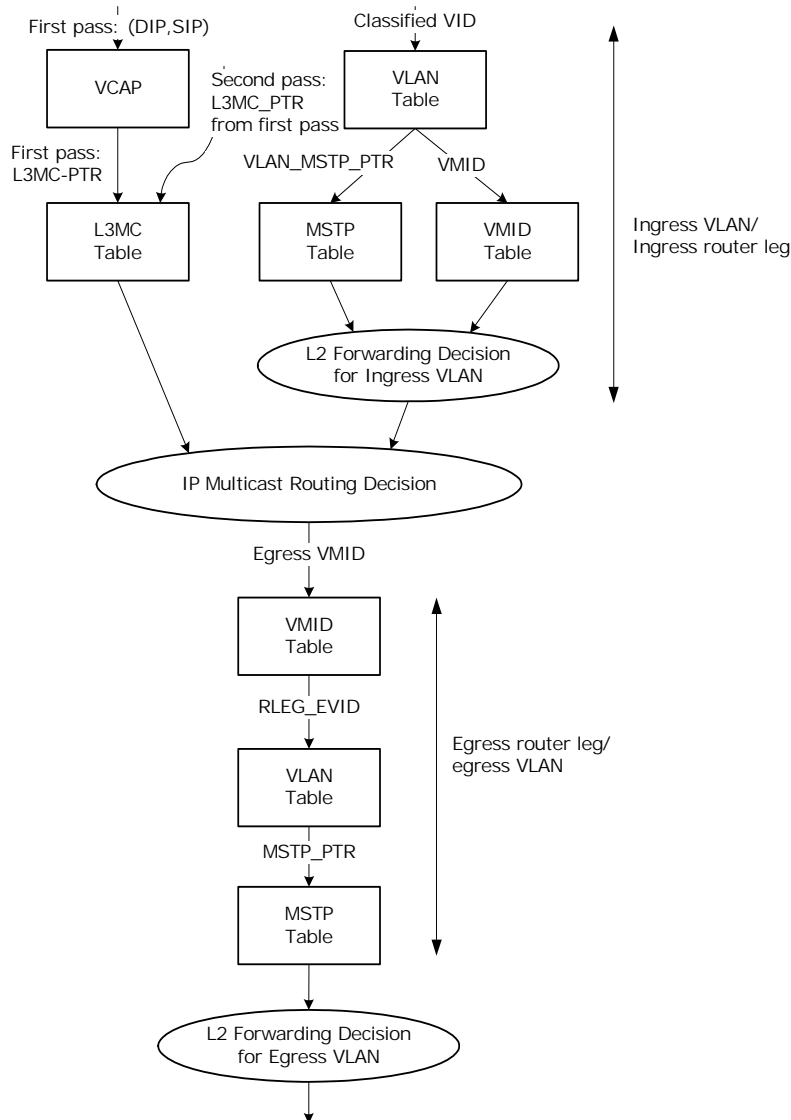 First pass: (DIP,SIP)
Classified VID
VCAP
Second pass:
L3MC_PTR
from first pass
VLAN
Table
First pass:
L3MC-PTR
VLAN_MSTP_PTR
VMID
L3MC
Table
MSTP
Table
VMID
Table
Ingress VLAN/
Ingress router leg
L2 Forwarding Decision
for Ingress VLAN
IP Multicast Routing Decision
Egress VMID
VMID
Table
RLEG_EVID
VLAN
Table
Egress router leg/
egress VLAN
MSTP_PTR
MSTP
Table
L2 Forwarding Decision
for Egress VLAN